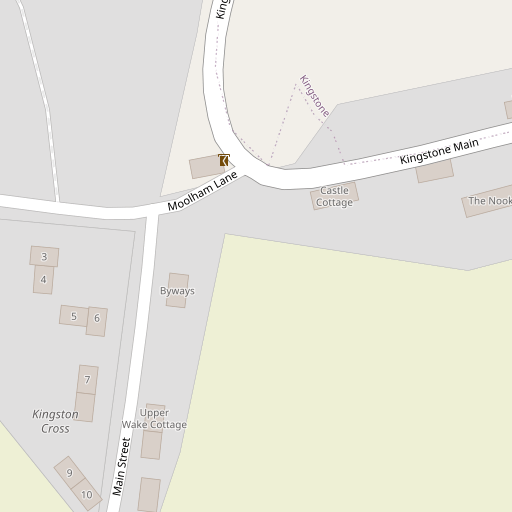 King
Kingstone
Kingstone Main
Moolham Lane
Castle
Cottage
The Nook
3
4
Byways
5
6
7
Kingston
Cross
Upper
Wake Cottage
Main Street
9
10